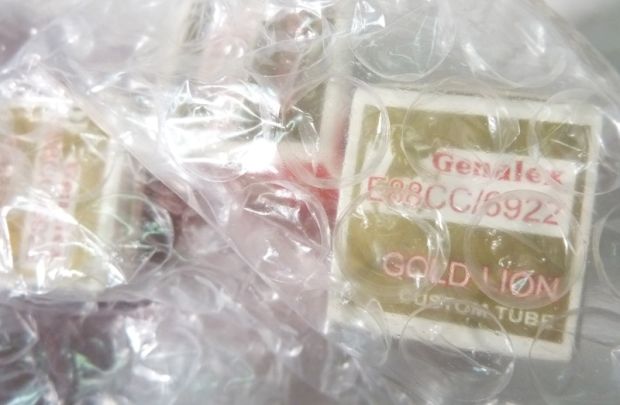 Genalex
E88CC/6922
GOLD LION
CUSTOM TUBE